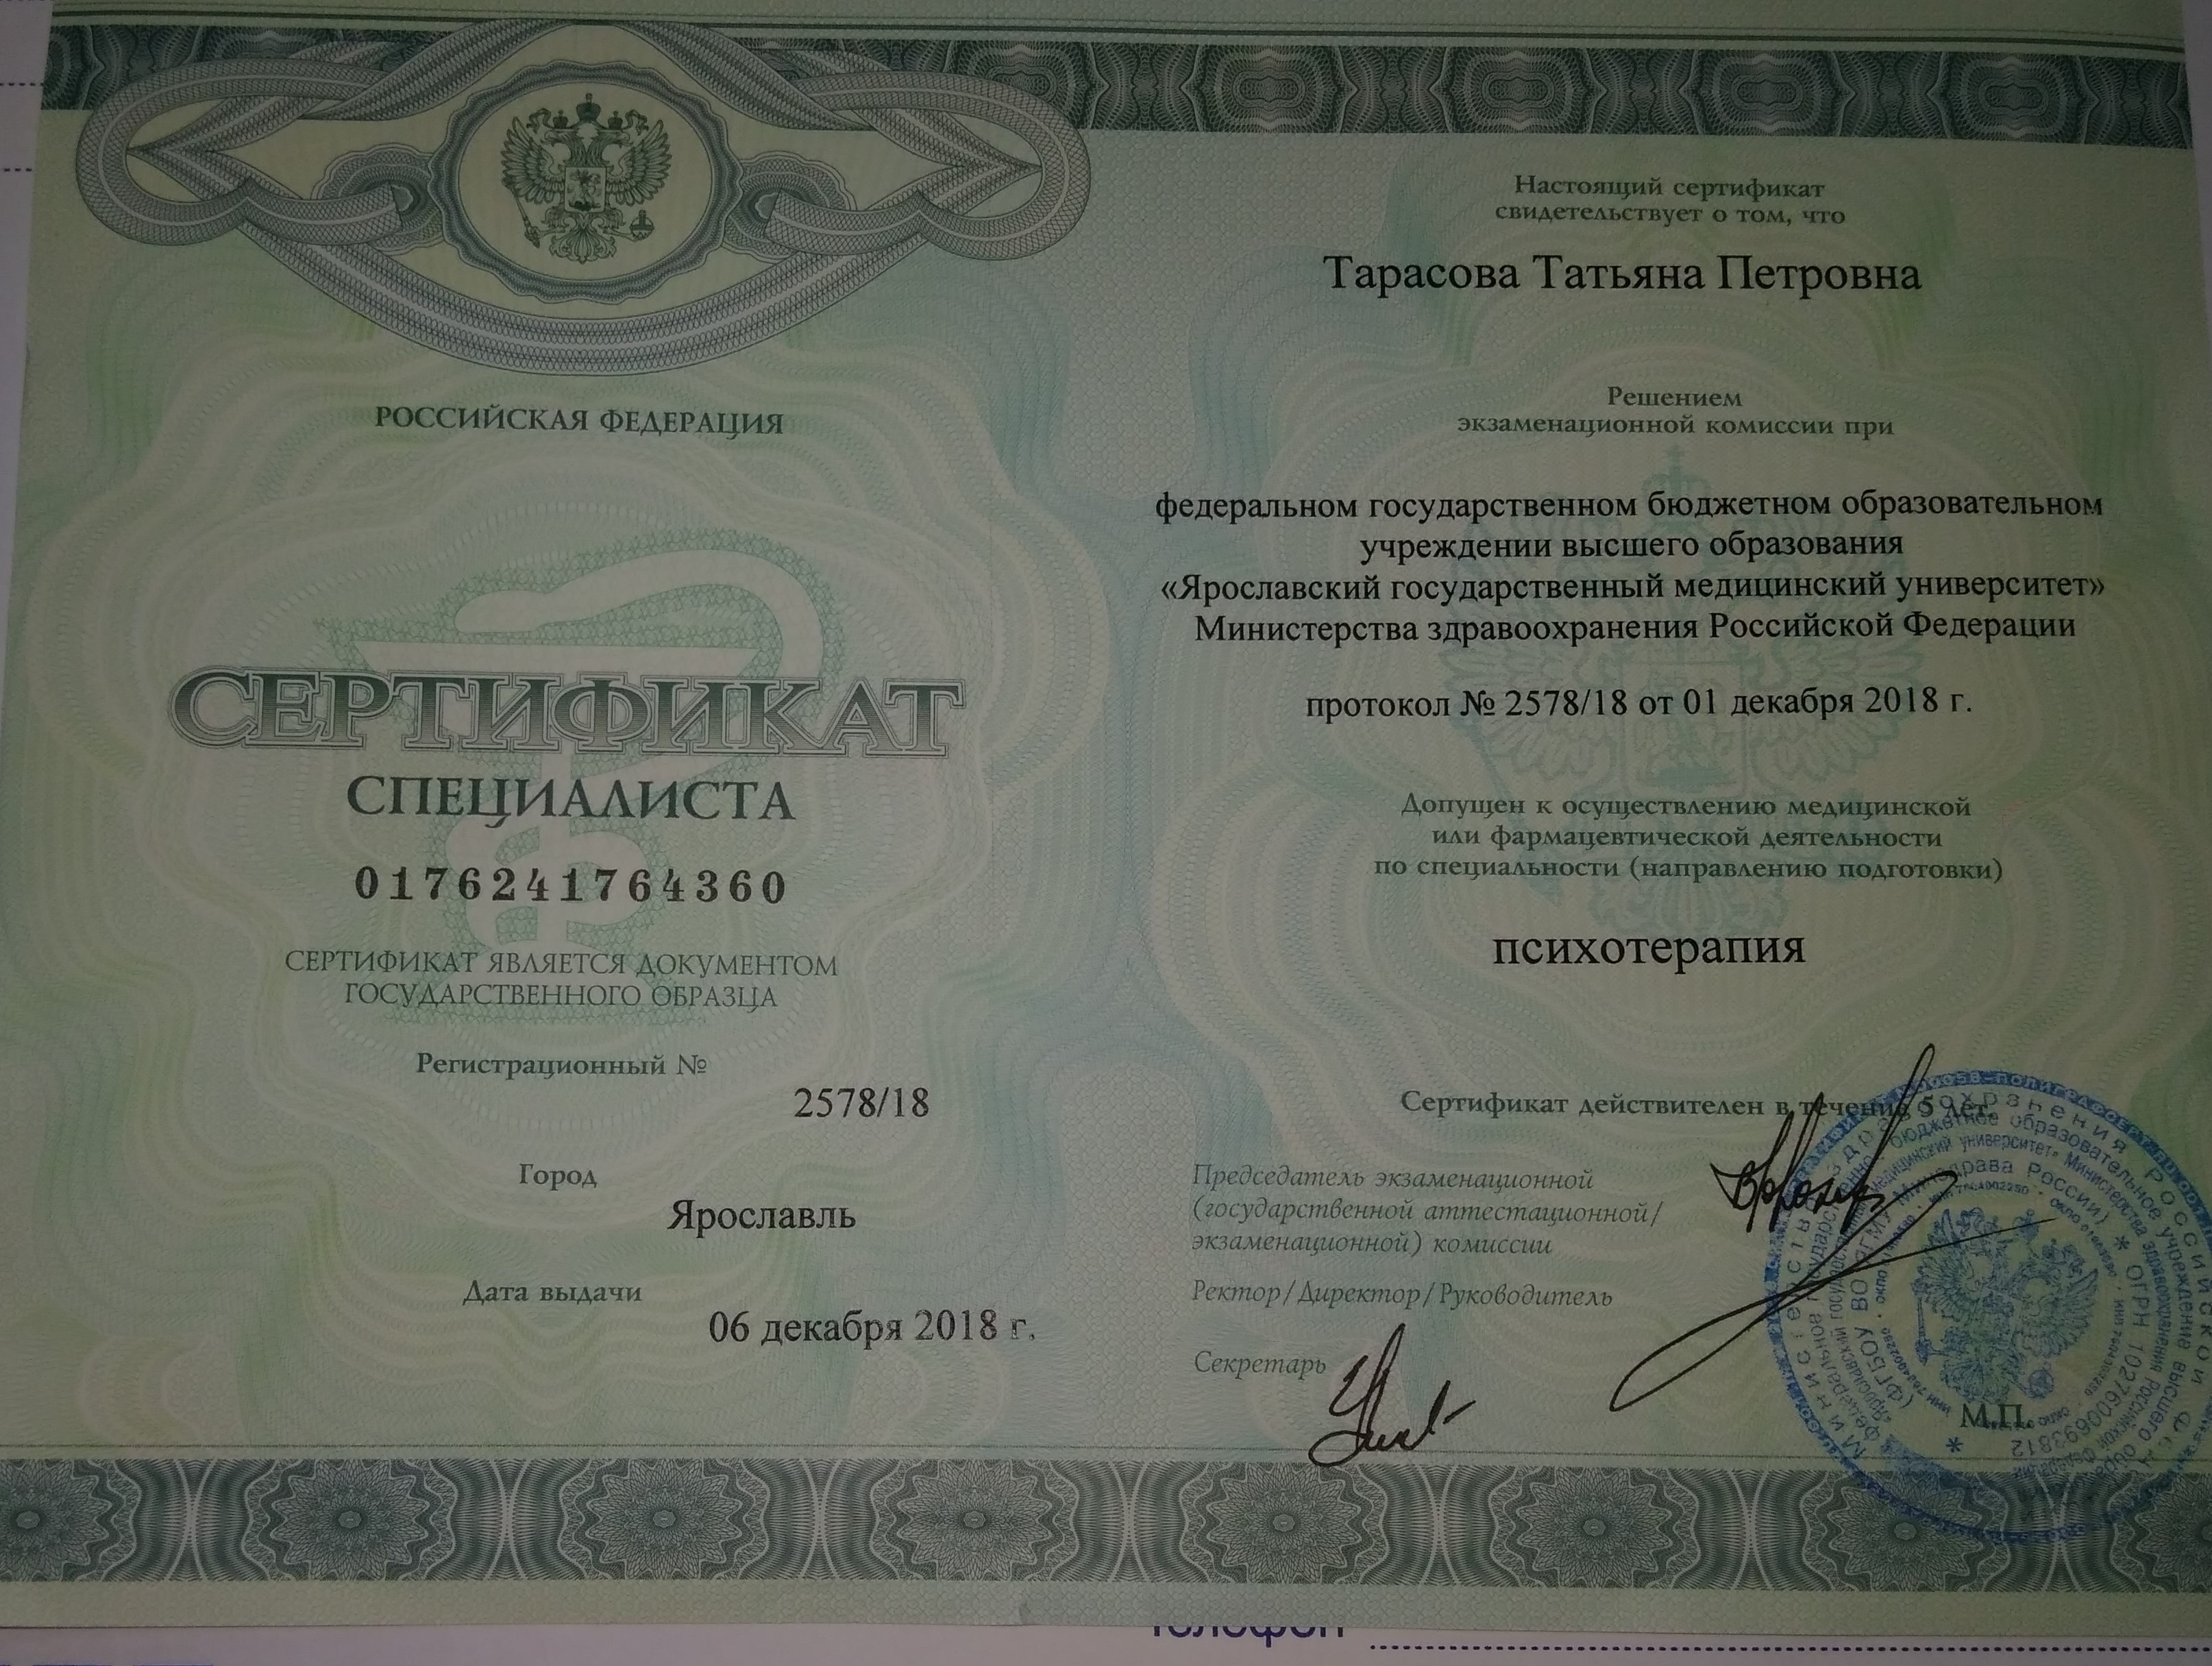 РОССИЙСКАЯ ФЕДЕРАЦИЯ
СЕРТИФИКАТ
СПЕЦИАЛИСТА
0176241764360
СЕРТИФИКАТ ЯВЛЯЕТСЯ ДОКУМЕНТОМ
ГОСУДАРСТВЕННОГО ОБРАЗЦА
Регистрационный №
2578/18
Город
Ярославль
Дата выдачи
06 декабря 2018 г.
Настоящий сертификат
свидетельствует о том, что
Тарасова Татьяна Петровна
Решением
экзаменационной комиссии при
федеральном государственном бюджетном образовательном
учреждении высшего образования
«Ярославский государственный медицинский университет»
Министерства здравоохранения Российской Федерации
протокол № 2578/18 от 01 декабря 2018 г.
Допущен к осуществлению медицинской
или фармацевтической деятельности
по специальности (направлению подготовки)
психотерапия
Сертификат действителен в течение 5 лет.
Председатель экзаменационной
(государственной аттестационной/
экзаменационной) комиссии
Ректор/Директор/Руководитель
Секретарь
М.П.
ОГРН 1027600693812
телефон